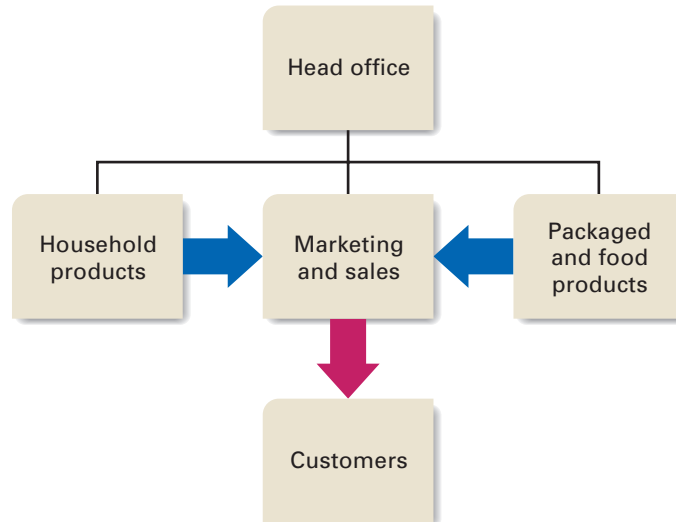 Head office
Household
products
Marketing
and sales
Packaged
and food
products
Customers